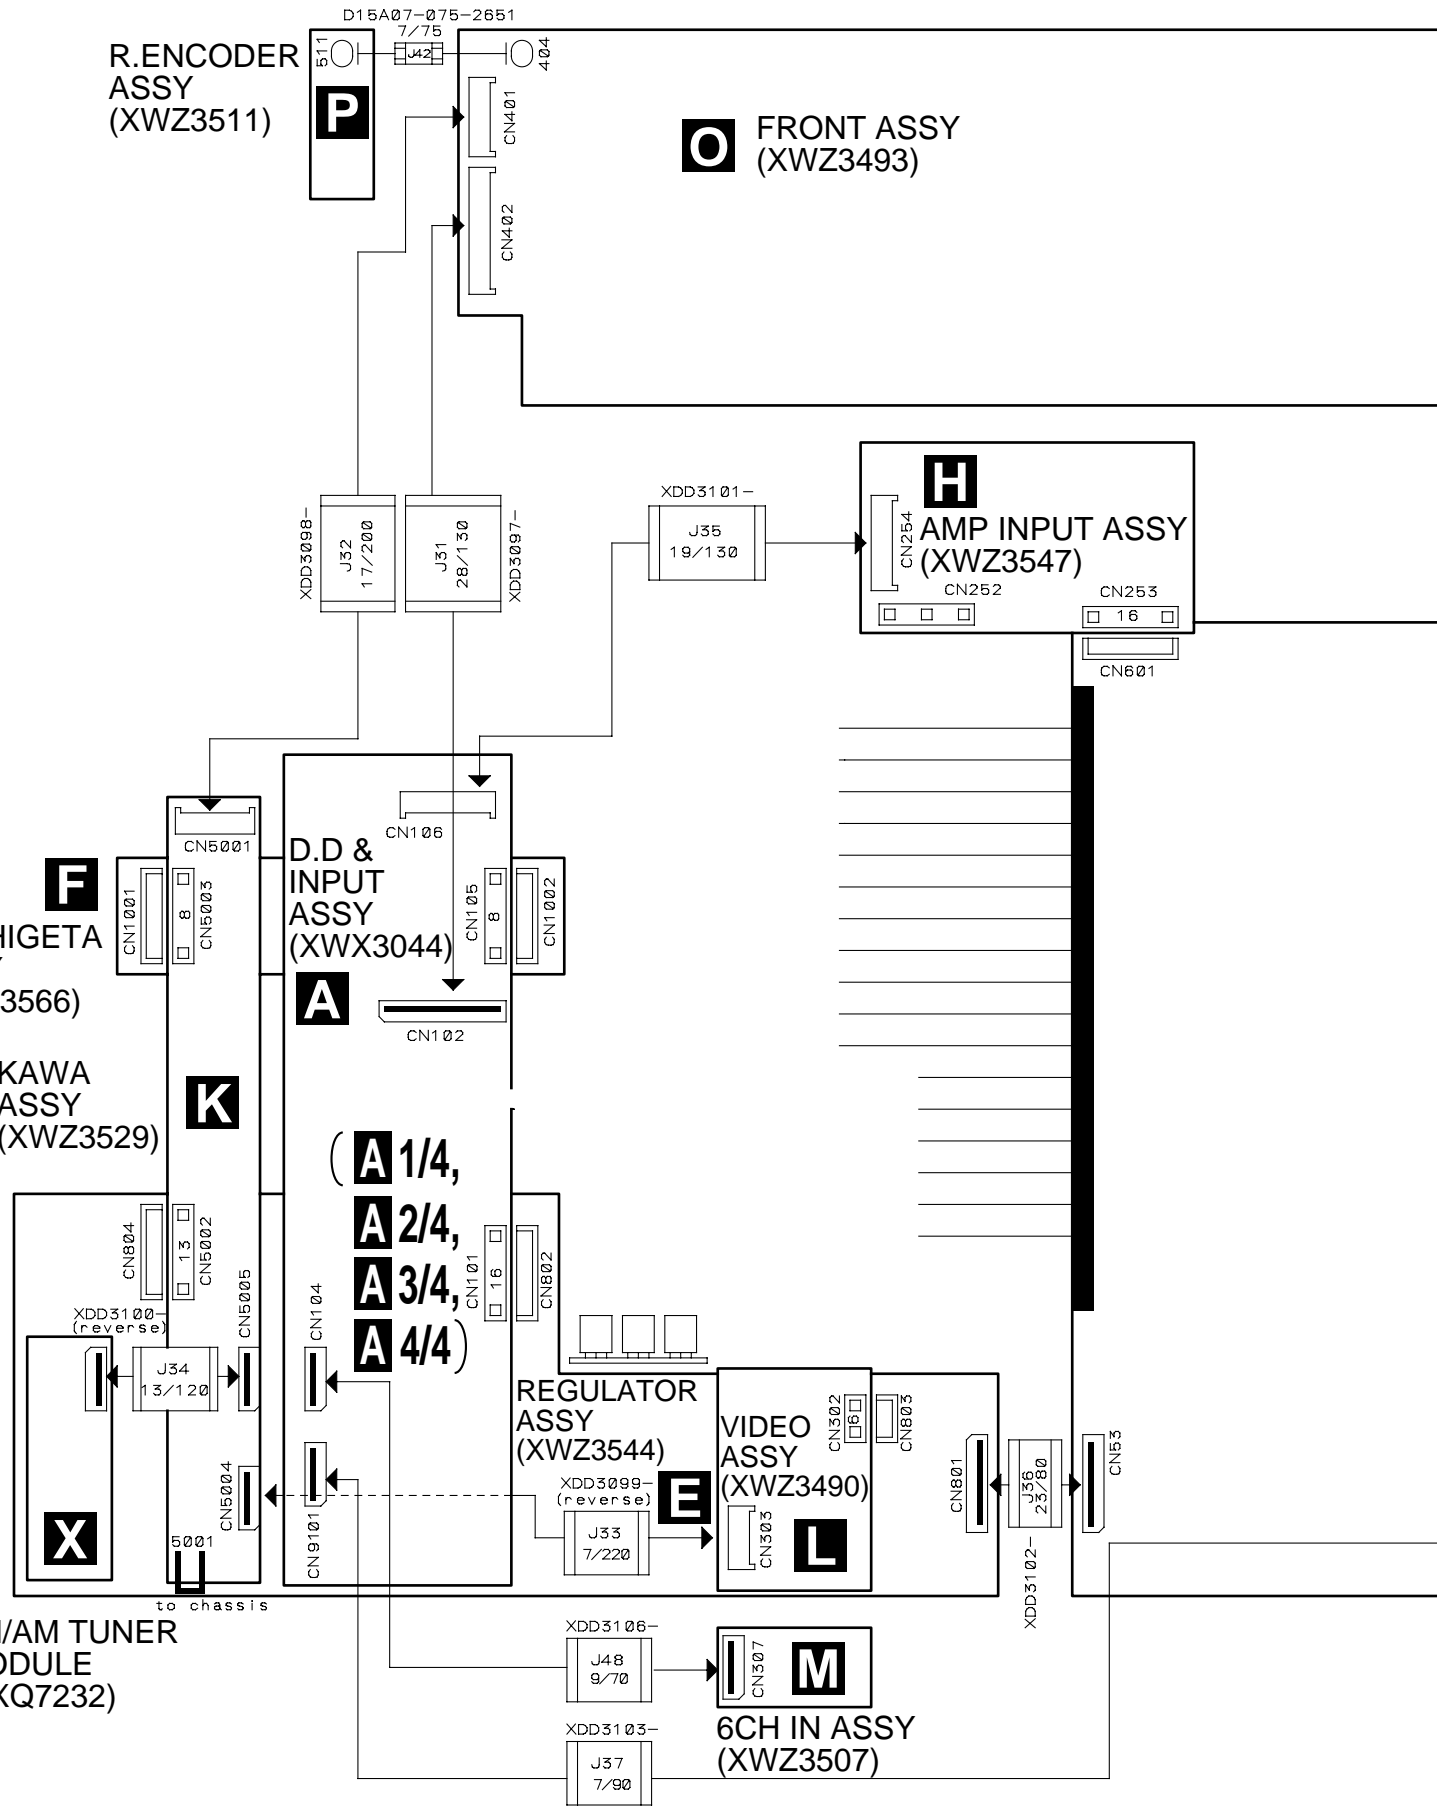 D15A07-075-2651
7/75
J42
511
404
R.ENCODER
ASSY
(XWZ3511)
P
CN401
CN402
O
FRONT ASSY
(XWZ3493)
XDD3098-
J32
17/200
J31
28/130
XDD3097-
XDD3101-
J35
19/130
H
AMP INPUT ASSY
(XWZ3547)
CN254
CN252
CN253
16
CN601
CN5001
CN106
D.D &
INPUT
ASSY
(XWX3044)
F
CN1001
8
CN5003
CN105
8
CN1002
HIGETA
3566)
A
CN102
KAWA
ASSY
(XWZ3529)
K
(A 1/4,
A 2/4,
A 3/4,
A 4/4)
CN804
13
CN5002
CN101
16
CN802
XDD3100-
(reverse)
CN5005
CN104
J34
13/120
REGULATOR
ASSY
(XWZ3544)
E
VIDEO
ASSY
(XWZ3490)
CN302
6
CN803
CN801
J36
23/80
CN53
XDD3102-
CN5004
CN9101
XDD3099-
(reverse)
J33
7/220
CN303
L
X
5001
to chassis
M/AM TUNER
ODULE
XQ7232)
XDD3106-
J48
9/70
CN307
M
6CH IN ASSY
(XWZ3507)
XDD3103-
J37
7/90